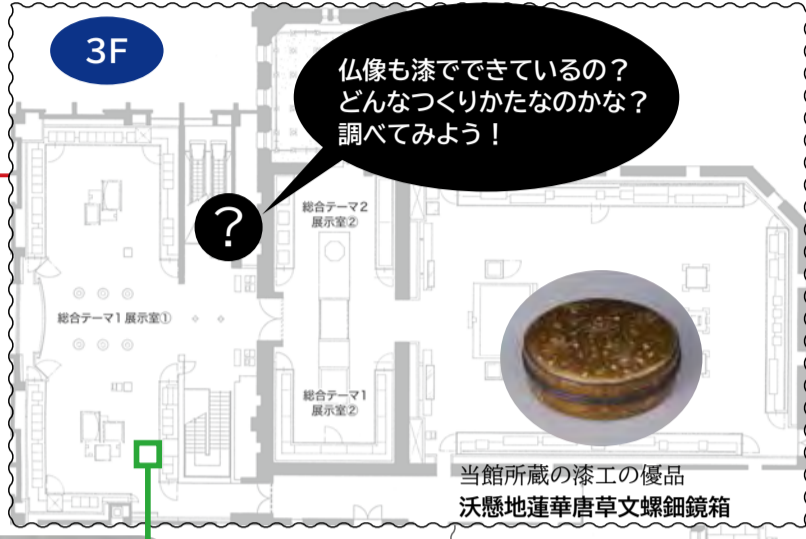 3F
仏像も漆でできているの?
どんなつくりかたなのかな?
調べてみよう!
?
総合テーマ2
展示室②
総合テーマ1 展示室①
総合テーマ1
展示室②
当館所蔵の漆工の優品
沃懸地蓮華唐草文螺鈿鏡箱